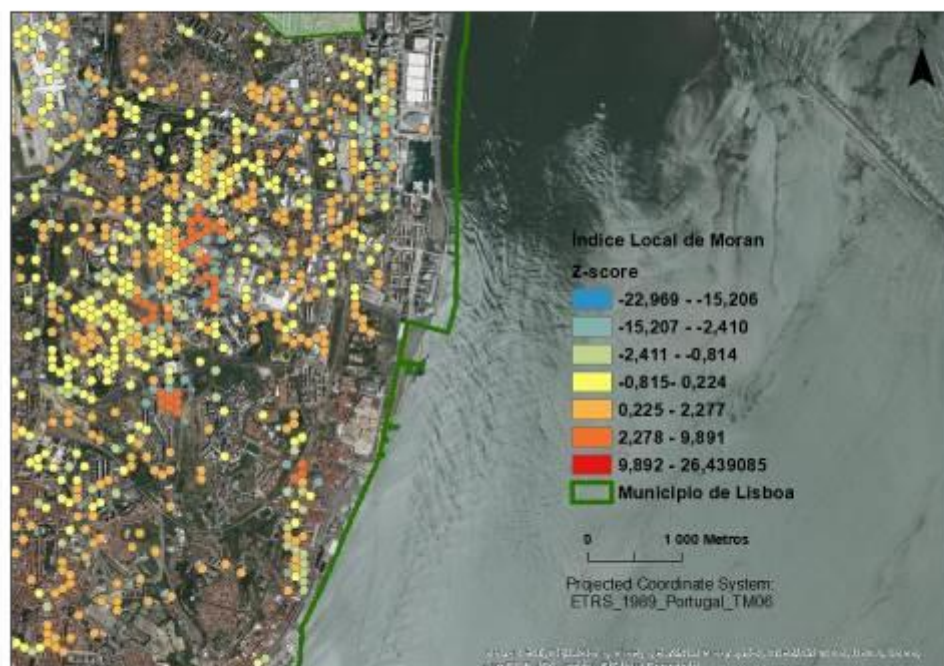 Índice Local de Moran
Z-score
-22,969 - -15,206
-15,207 - -2,410
-2,411 - -0,814
-0,815- 0,224
0,225 - 2,277
2,278 - 9,891
9,892 - 26,439085
Município de Lisboa
0 1 000 Metros
Projected Coordinate System:
ETRS_1989_Portugal_TM06